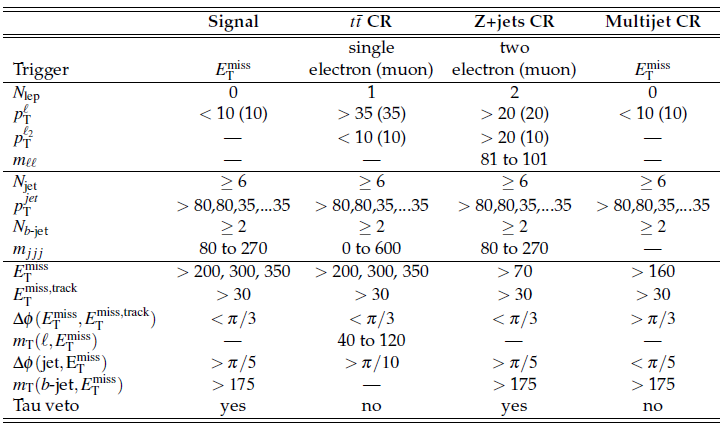 Signal tt̄ CR Z+jets CR Multijet CR
single two
Trigger E_T^miss electron (muon) electron (muon) E_T^miss
N_lep 0 1 2 0
p_T^ℓ < 10 (10) > 35 (35) > 20 (20) < 10 (10)
p_T^ℓ2 — < 10 (10) > 20 (10) —
m_ℓℓ — — 81 to 101 —
N_jet ≥ 6 ≥ 6 ≥ 6 ≥ 6
p_T^jet > 80,80,35,...35 > 80,80,35,...35 > 80,80,35,...35 > 80,80,35,...35
N_b-jet ≥ 2 ≥ 2 ≥ 2 ≥ 2
m_jjj 80 to 270 0 to 600 80 to 270 —
E_T^miss > 200, 300, 350 > 200, 300, 350 > 70 > 160
E_T^miss,track > 30 > 30 > 30 > 30
Δϕ(E_T^miss, E_T^miss,track) < π/3 < π/3 < π/3 > π/3
m_T(ℓ, E_T^miss) — 40 to 120 — —
Δϕ(jet, E_T^miss) > π/5 > π/10 > π/5 < π/5
m_T(b-jet, E_T^miss) > 175 — > 175 > 175
Tau veto yes no yes no